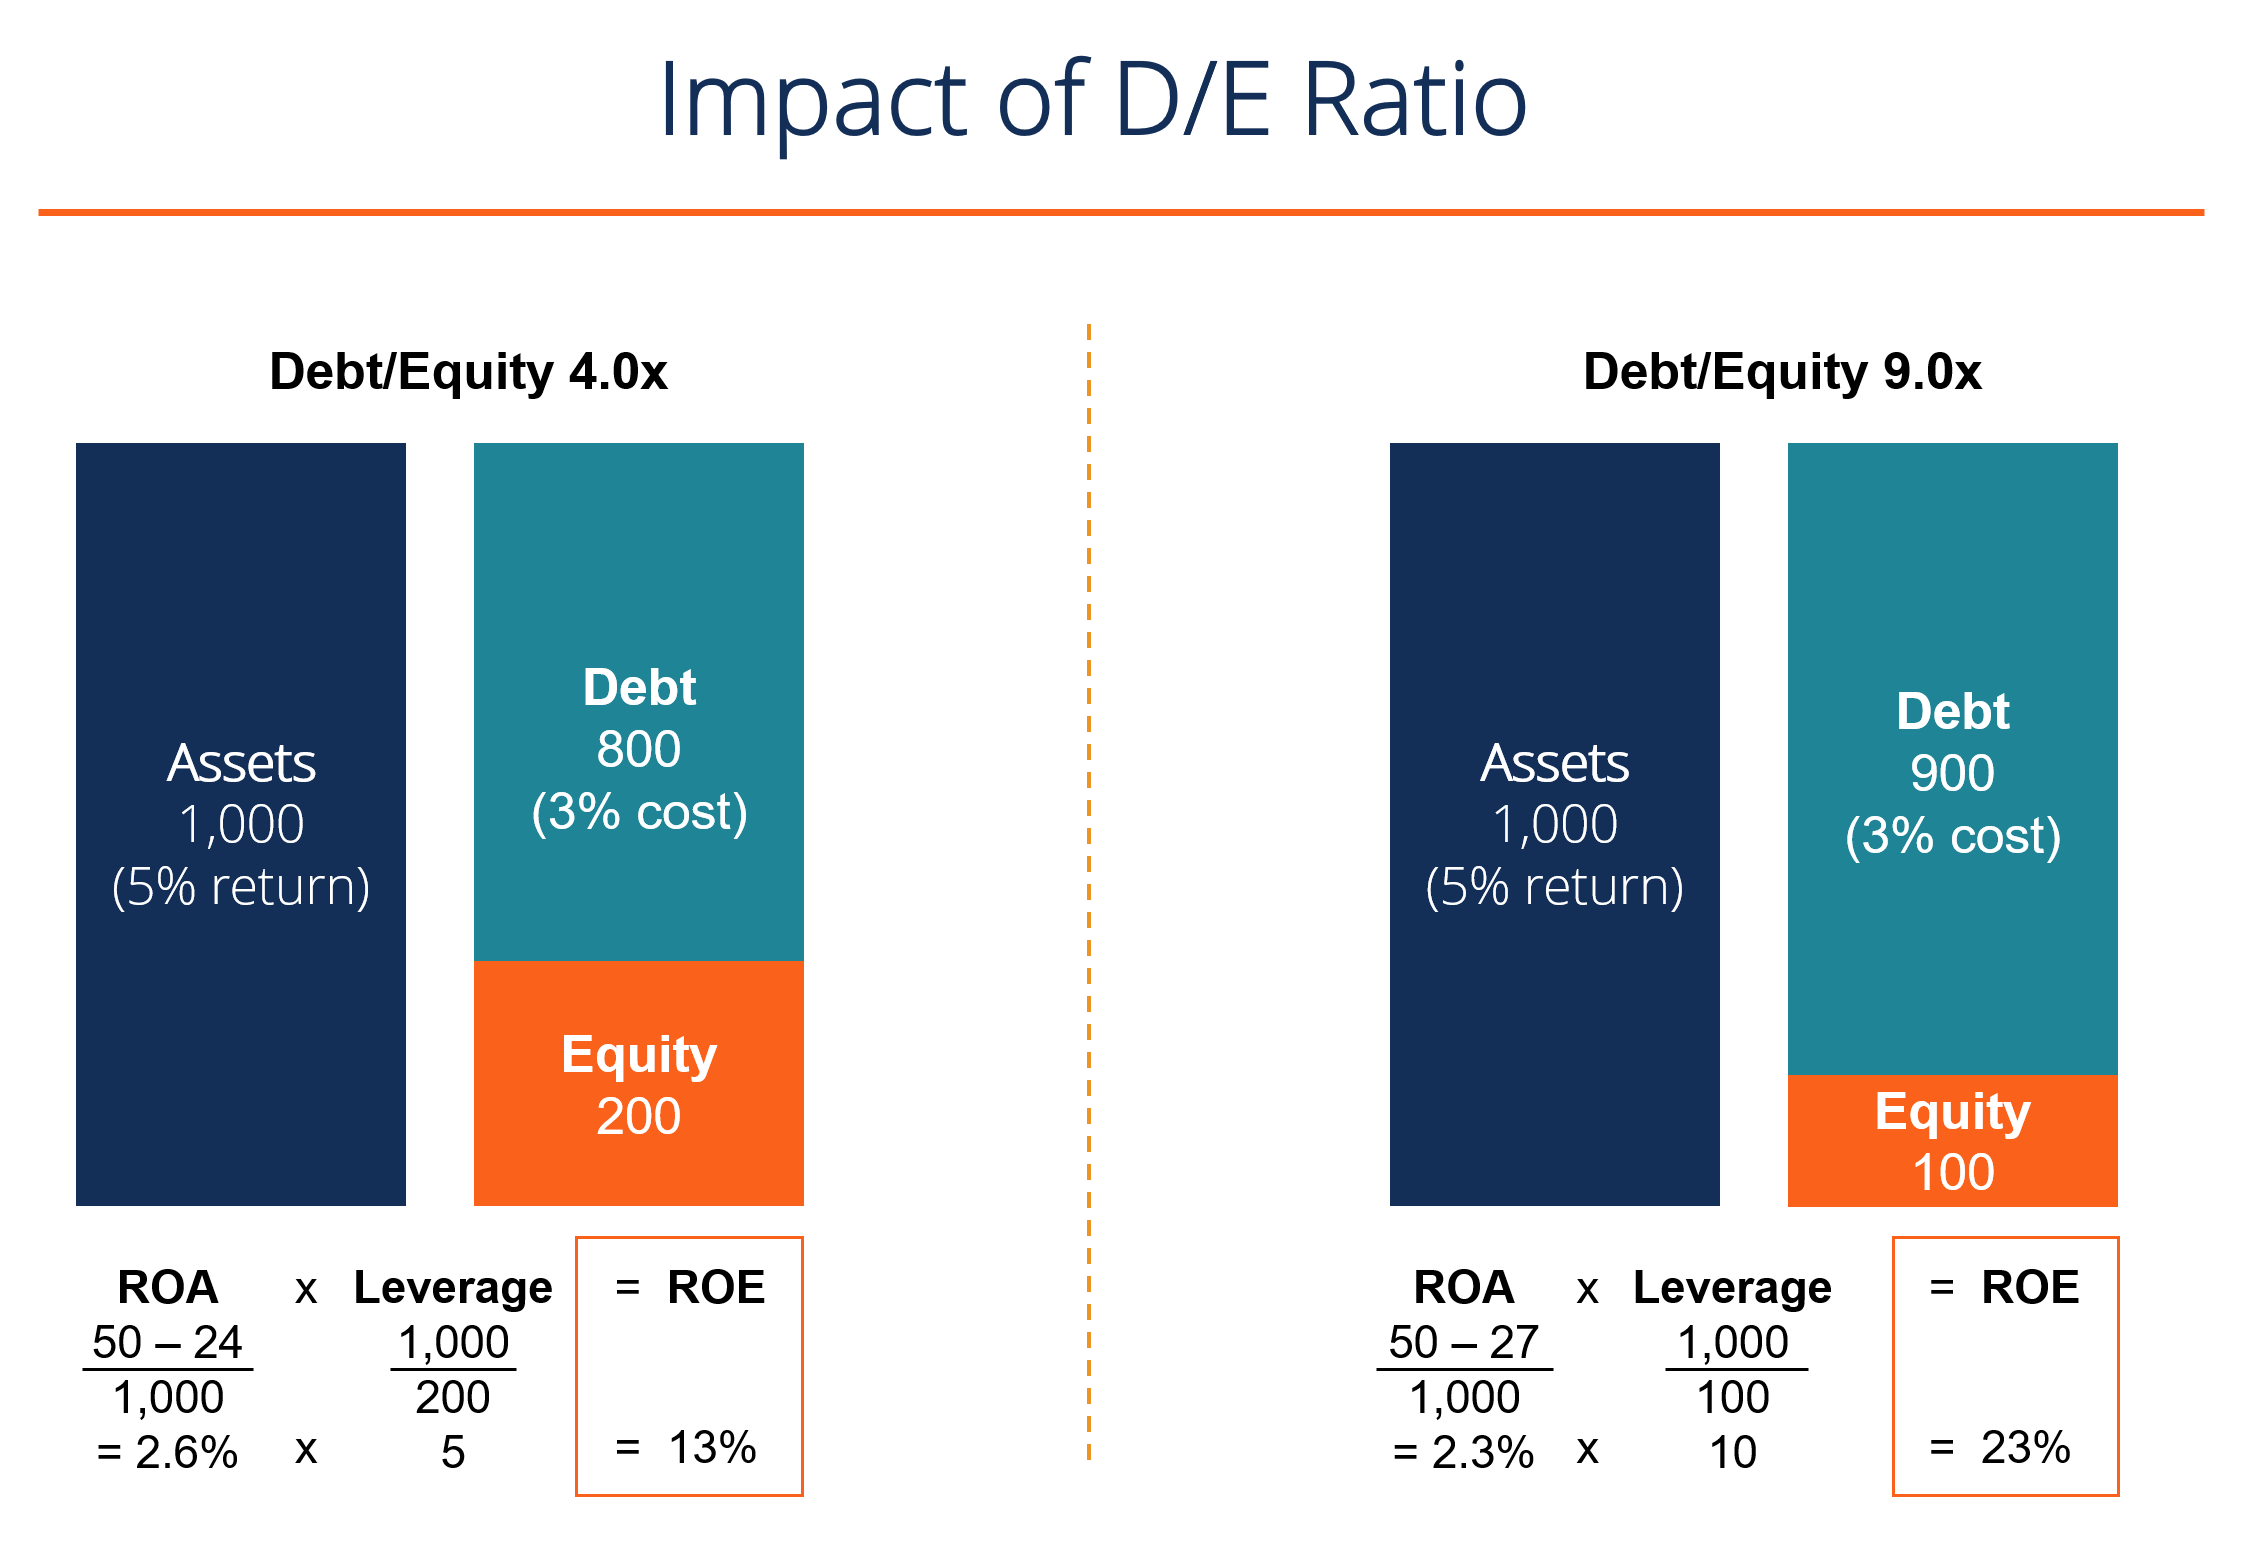 Impact of D/E Ratio
Debt/Equity 4.0x
Assets
1,000
(5% return)
Debt
800
(3% cost)
Equity
200
ROA x Leverage = ROE
50 – 24 1,000
1,000 200
= 2.6% x 5 = 13%
Debt/Equity 9.0x
Assets
1,000
(5% return)
Debt
900
(3% cost)
Equity
100
ROA x Leverage = ROE
50 – 27 1,000
1,000 100
= 2.3% x 10 = 23%